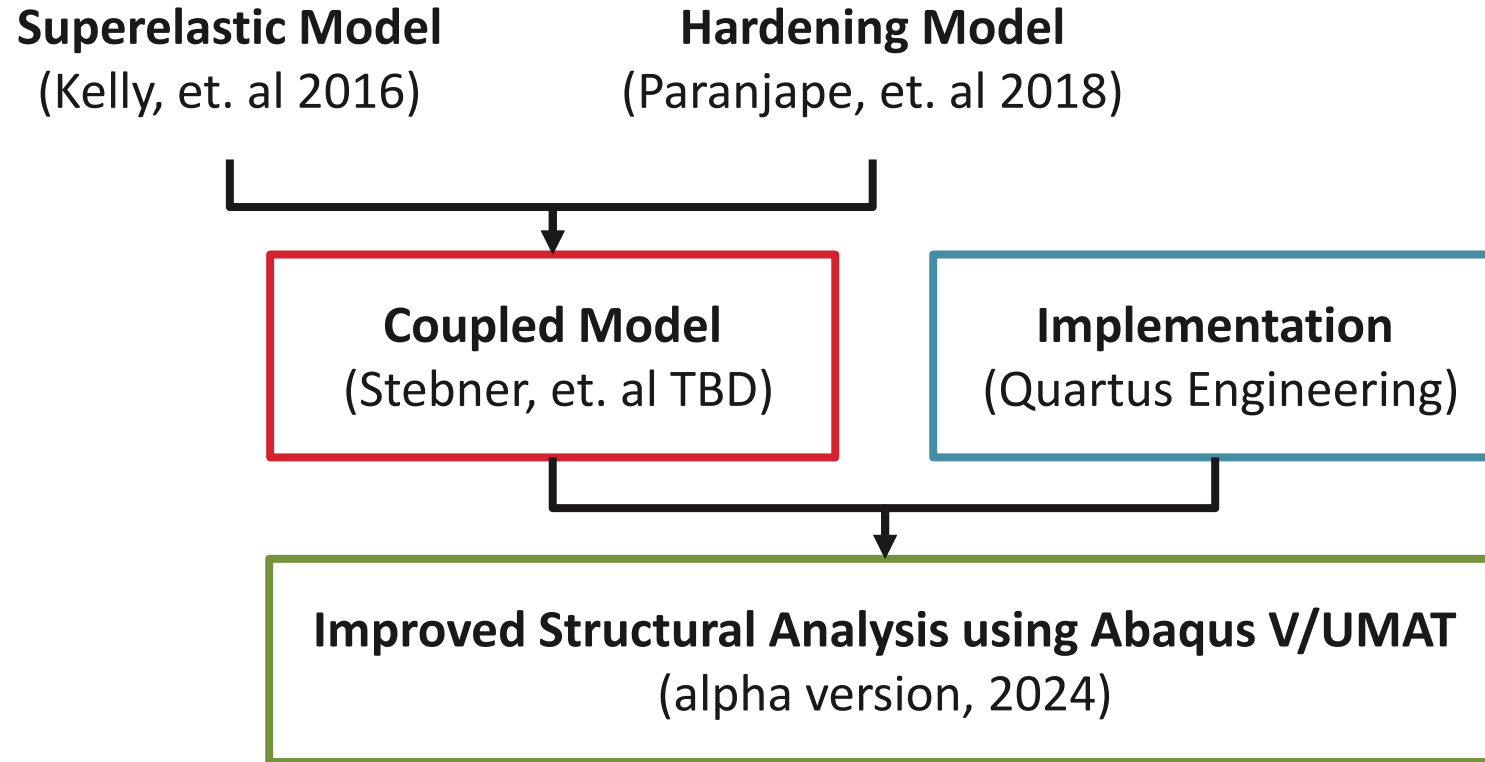 Superelastic Model
(Kelly, et. al 2016)
Hardening Model
(Paranjape, et. al 2018)
Coupled Model
(Stebner, et. al TBD)
Implementation
(Quartus Engineering)
Improved Structural Analysis using Abaqus V/UMAT
(alpha version, 2024)